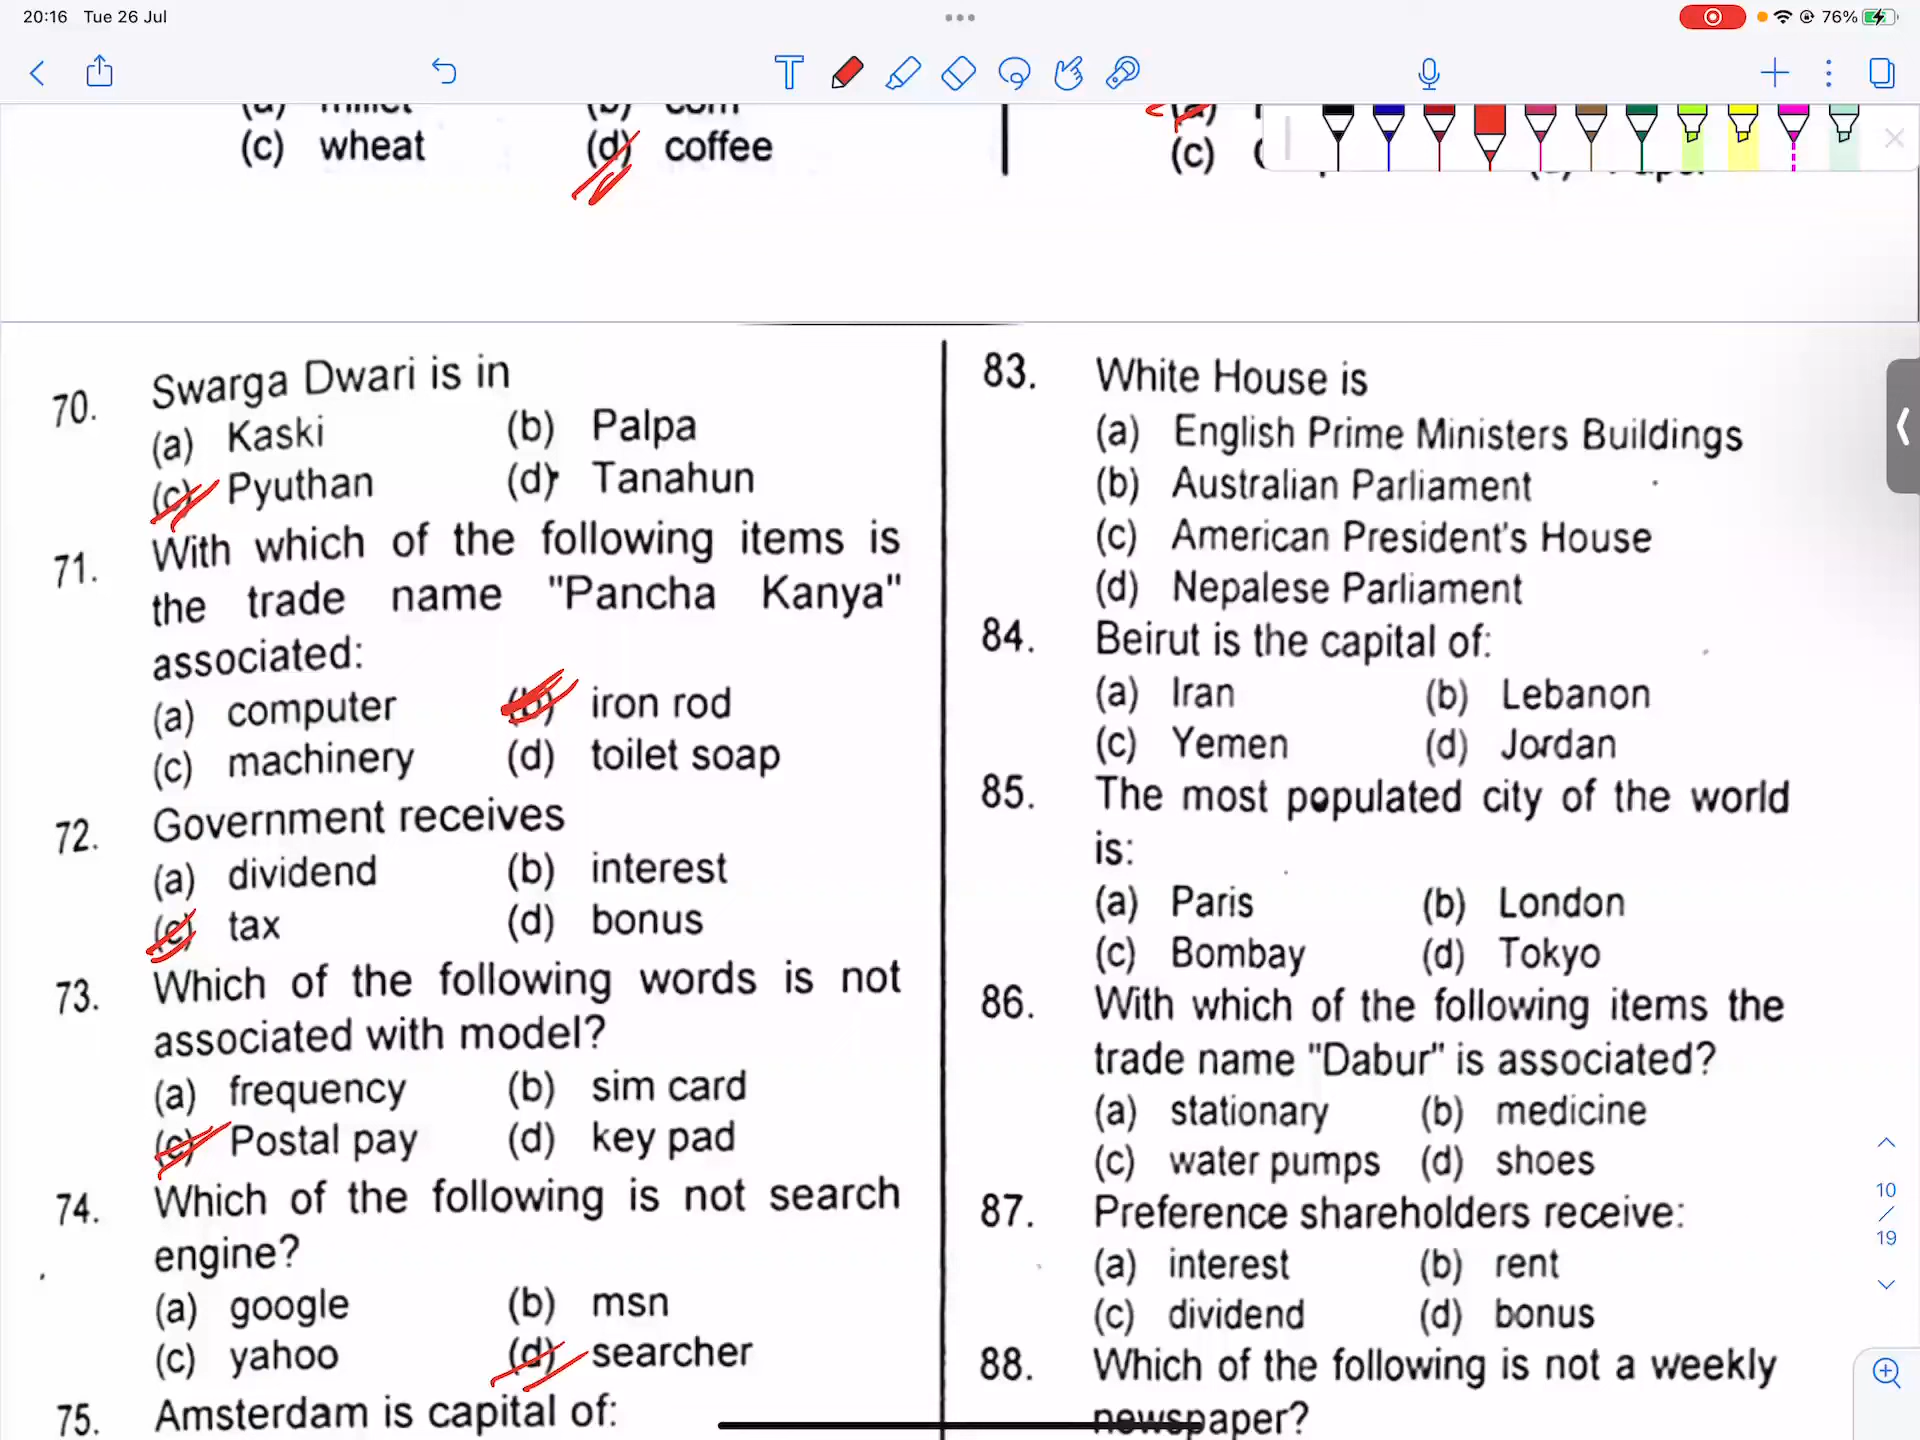 20:16 Tue 26 Jul
76%
(c) wheat (d) coffee
(c)
70. Swarga Dwari is in
(a) Kaski (b) Palpa
(c) Pyuthan (d) Tanahun
71. With which of the following items is
the trade name "Pancha Kanya"
associated:
(a) computer (b) iron rod
(c) machinery (d) toilet soap
72. Government receives
(a) dividend (b) interest
(c) tax (d) bonus
73. Which of the following words is not
associated with model?
(a) frequency (b) sim card
(c) Postal pay (d) key pad
74. Which of the following is not search
engine?
(a) google (b) msn
(c) yahoo (d) searcher
75. Amsterdam is capital of:
83. White House is
(a) English Prime Ministers Buildings
(b) Australian Parliament
(c) American President's House
(d) Nepalese Parliament
84. Beirut is the capital of:
(a) Iran (b) Lebanon
(c) Yemen (d) Jordan
85. The most populated city of the world
is:
(a) Paris (b) London
(c) Bombay (d) Tokyo
86. With which of the following items the
trade name "Dabur" is associated?
(a) stationary (b) medicine
(c) water pumps (d) shoes
87. Preference shareholders receive:
(a) interest (b) rent
(c) dividend (d) bonus
88. Which of the following is not a weekly
newspaper?
10
/
19